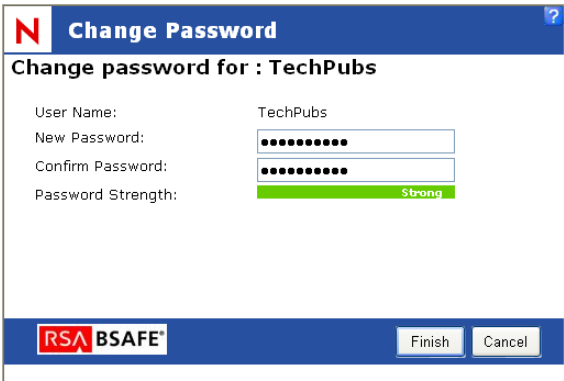 N Change Password ?
Change password for : TechPubs
User Name: TechPubs
New Password: ●●●●●●●●●●
Confirm Password: ●●●●●●●●●●
Password Strength: Strong
RSA BSAFE® Finish Cancel